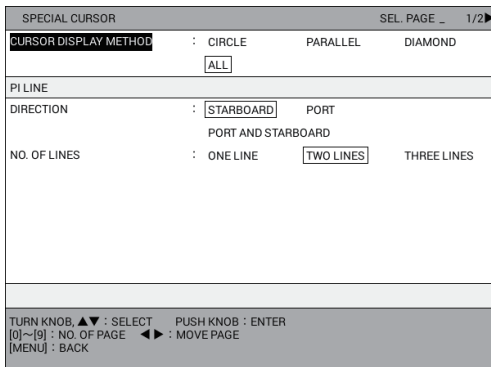 SPECIAL CURSOR SEL. PAGE _ 1/2▶
CURSOR DISPLAY METHOD : CIRCLE PARALLEL DIAMOND
ALL
PI LINE
DIRECTION : STARBOARD PORT
PORT AND STARBOARD
NO. OF LINES : ONE LINE TWO LINES THREE LINES
TURN KNOB, ▲▼ : SELECT PUSH KNOB : ENTER
[0]~[9] : NO. OF PAGE ◀ ▶ : MOVE PAGE
[MENU] : BACK